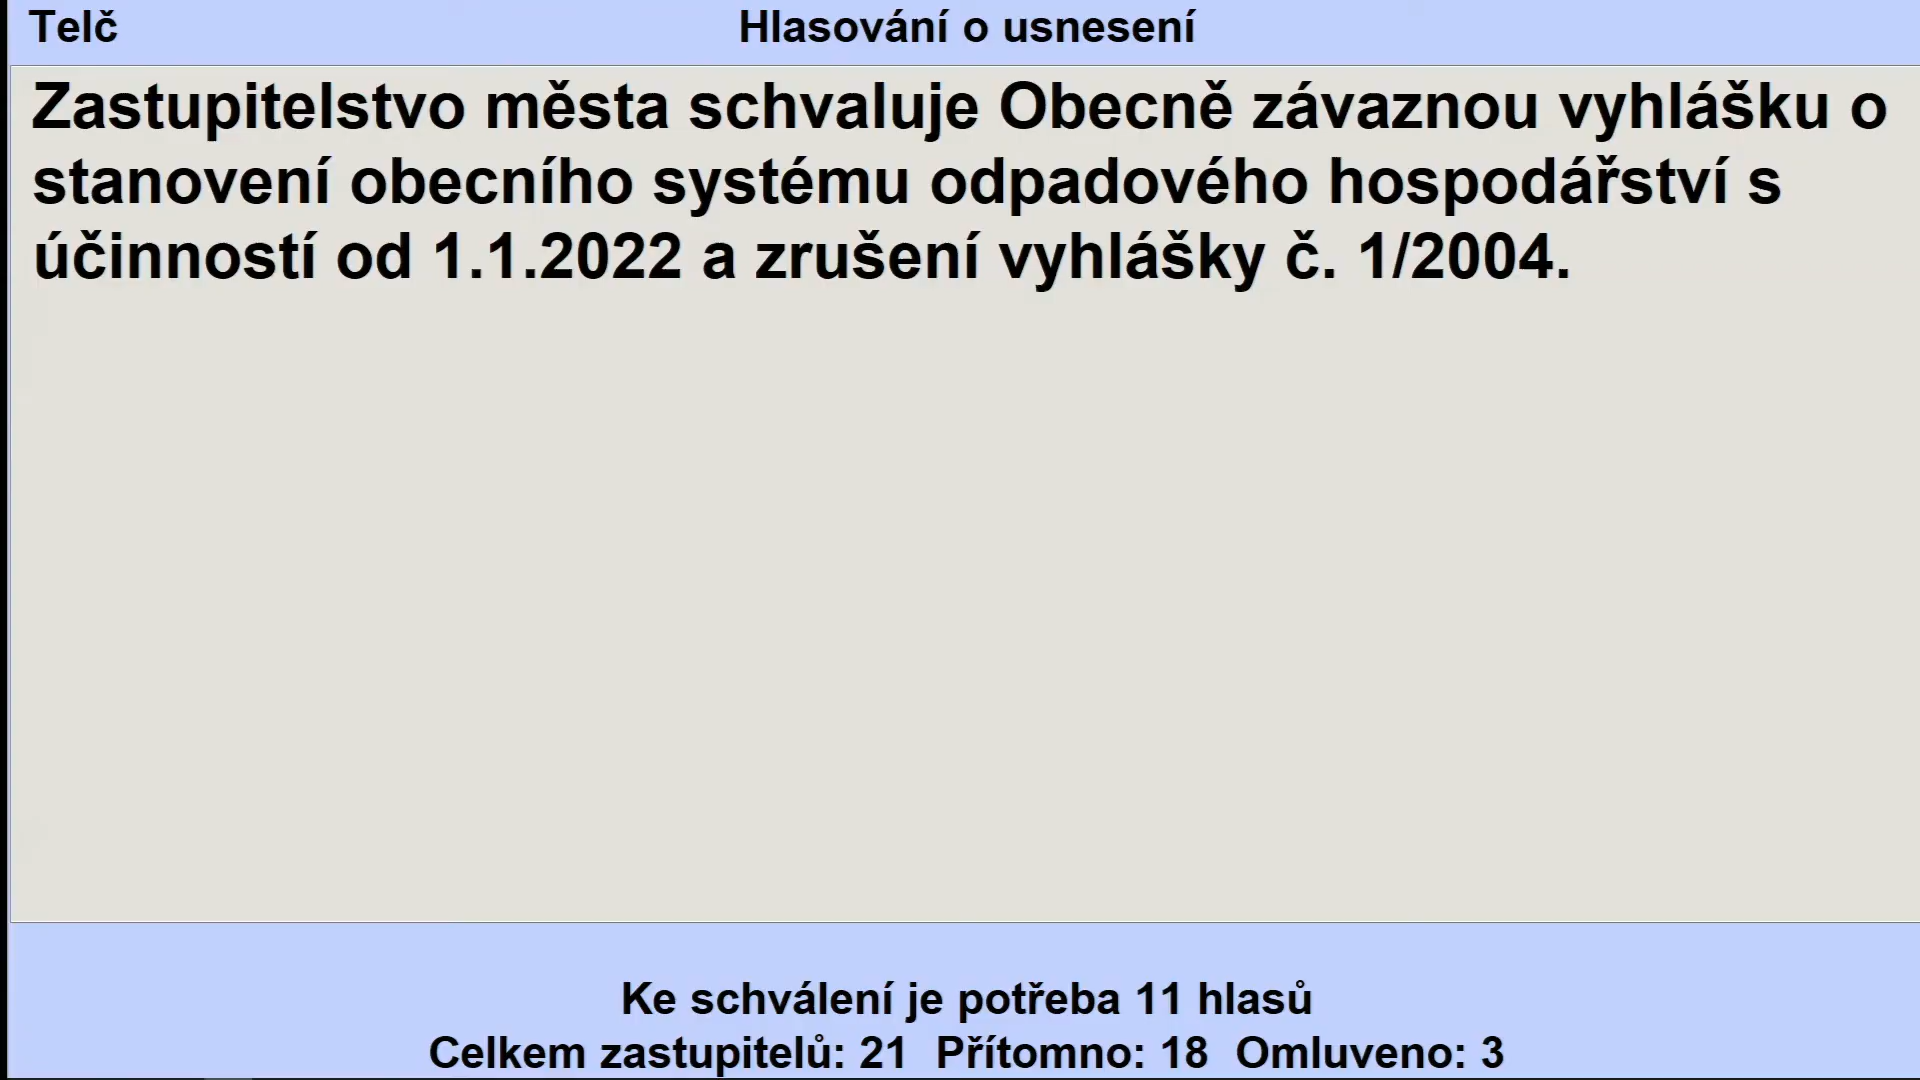 Telč
Hlasování o usnesení
Zastupitelstvo města schvaluje Obecně závaznou vyhlášku o
stanovení obecního systému odpadového hospodářství s
účinností od 1.1.2022 a zrušení vyhlášky č. 1/2004.
Ke schválení je potřeba 11 hlasů
Celkem zastupitelů: 21 Přítomno: 18 Omluveno: 3